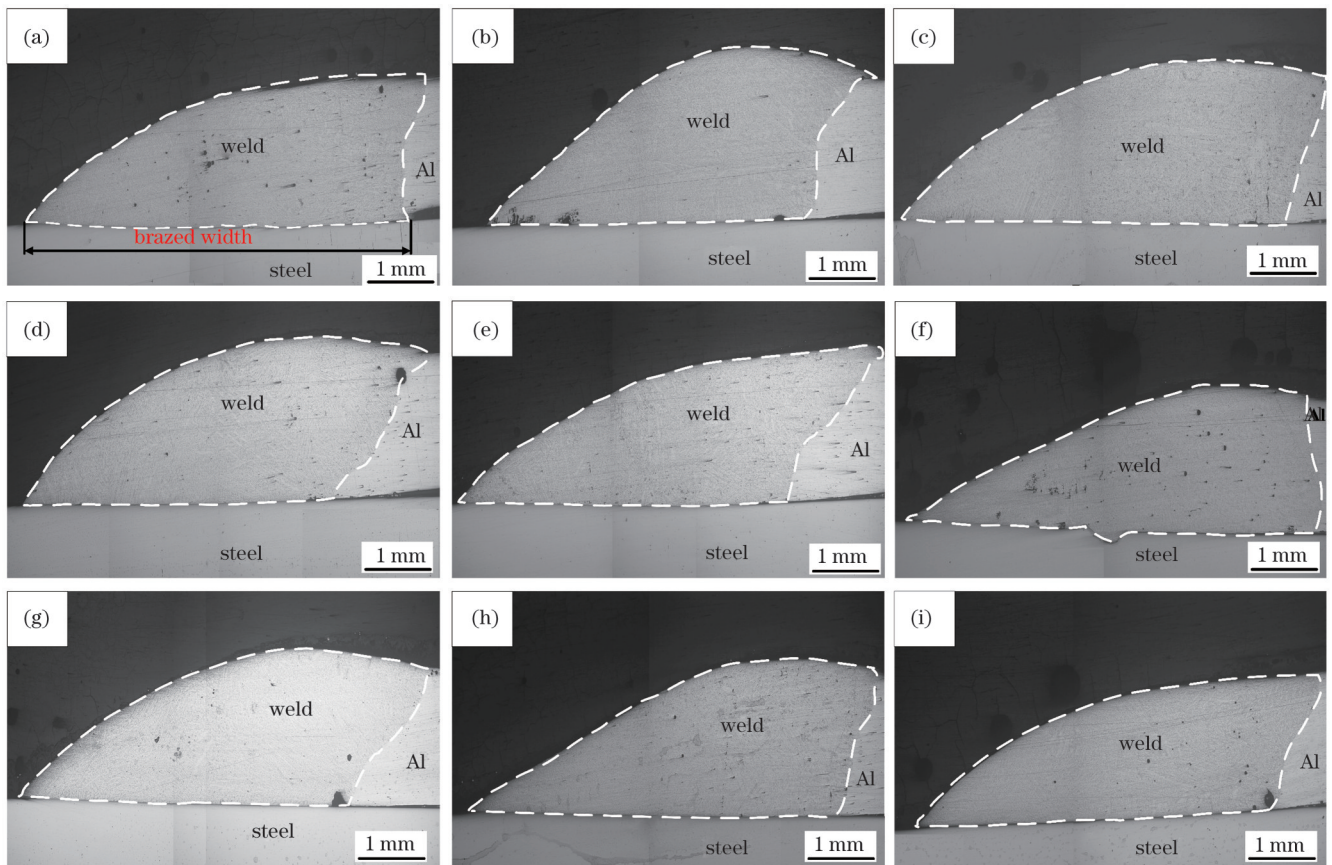 (a)
weld
Al
brazed width
steel
1 mm
(b)
weld
Al
steel
1 mm
(c)
weld
Al
steel
1 mm
(d)
weld
Al
steel
1 mm
(e)
weld
Al
steel
1 mm
(f)
Al
weld
steel
1 mm
(g)
weld
Al
steel
1 mm
(h)
weld
Al
steel
1 mm
(i)
weld
Al
steel
1 mm